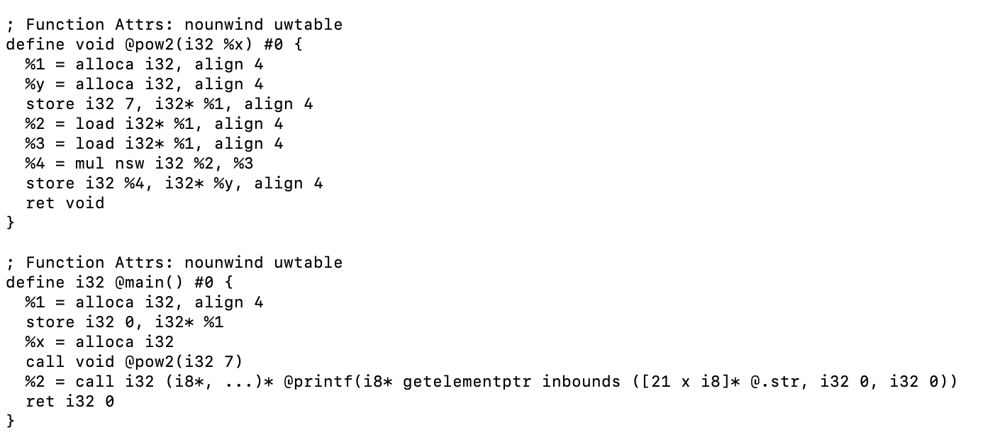 ; Function Attrs: nounwind uwtable
define void @pow2(i32 %x) #0 {
  %1 = alloca i32, align 4
  %y = alloca i32, align 4
  store i32 7, i32* %1, align 4
  %2 = load i32* %1, align 4
  %3 = load i32* %1, align 4
  %4 = mul nsw i32 %2, %3
  store i32 %4, i32* %y, align 4
  ret void
}

; Function Attrs: nounwind uwtable
define i32 @main() #0 {
  %1 = alloca i32, align 4
  store i32 0, i32* %1
  %x = alloca i32
  call void @pow2(i32 7)
  %2 = call i32 (i8*, ...)* @printf(i8* getelementptr inbounds ([21 x i8]* @.str, i32 0, i32 0))
  ret i32 0
}